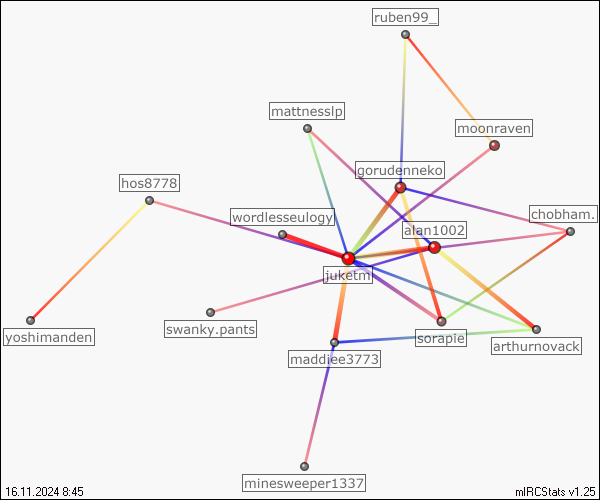 ruben99_
mattnesslp
moonraven
gorudenneko
hos8778
wordlesseulogy
chobham.
alan1002
juketm
swanky.pants
yoshimanden
sorapie
arthurnovack
maddiee3773
minesweeper1337
16.11.2024 8:45
mIRCStats v1.25